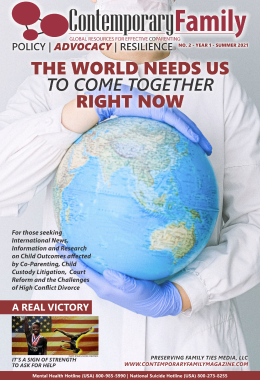 ContemporaryFamily
GLOBAL RESOURCES FOR EFFECTIVE COPARENTING
POLICY | ADVOCACY | RESILIENCE
NO. 2 - YEAR 1 - SUMMER 2021
THE WORLD NEEDS US
TO COME TOGETHER
RIGHT NOW
For those seeking
International News,
Information and Research
on Child Outcomes affected
by Co-Parenting, Child
Custody Litigation, Court
Reform and the Challenges
of High Conflict Divorce
A REAL VICTORY
IT'S A SIGN OF STRENGTH
TO ASK FOR HELP
PRESERVING FAMILY TIES MEDIA, LLC
WWW.CONTEMPORARYFAMILYMAGAZINE.COM
Mental Health Hotline (USA) 800-985-5990 | National Suicide Hotline (USA) 800-273-8255